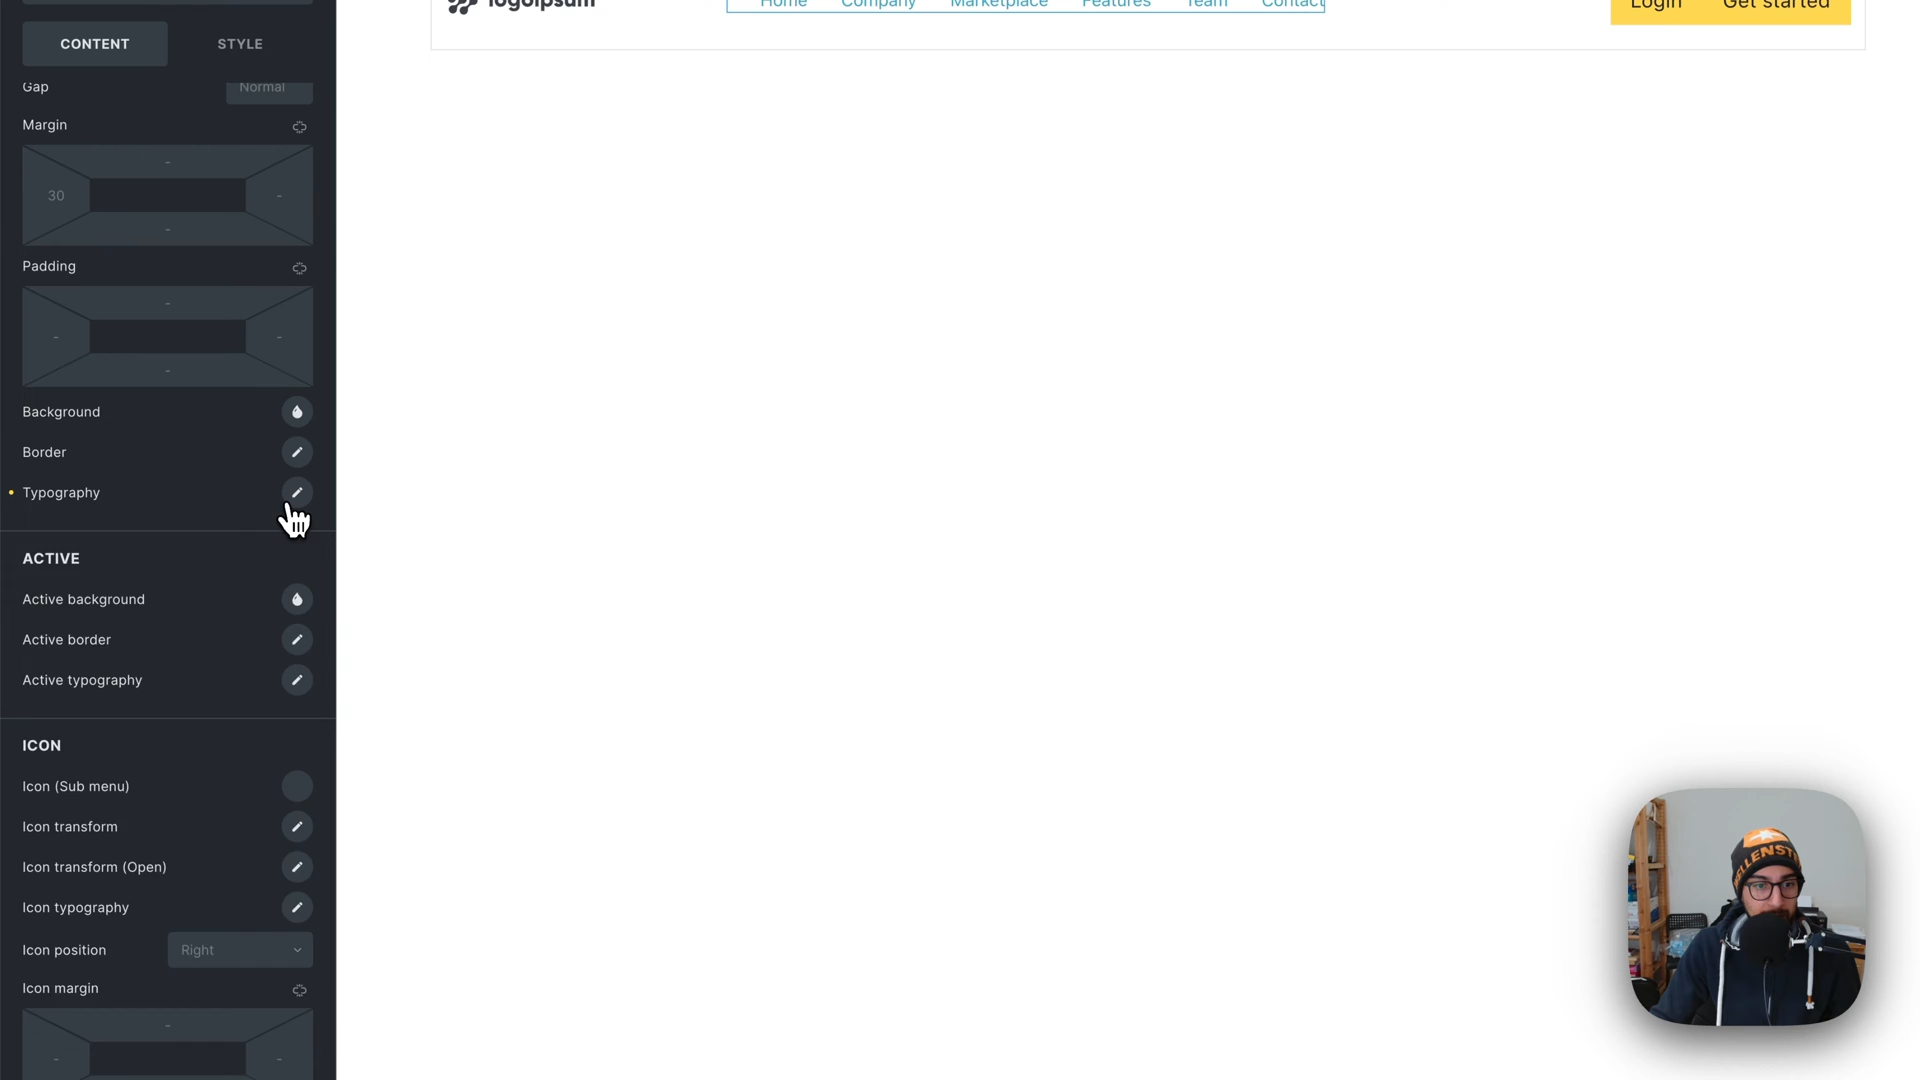 logoipsum
Home Company Marketplace Features Team Contact
Login Get started
CONTENT STYLE
Gap Normal
Margin
-
30 -
-
Padding
-
- -
-
Background
Border
Typography
ACTIVE
Active background
Active border
Active typography
ICON
Icon (Sub menu)
Icon transform
Icon transform (Open)
Icon typography
Icon position Right
Icon margin
-
- -